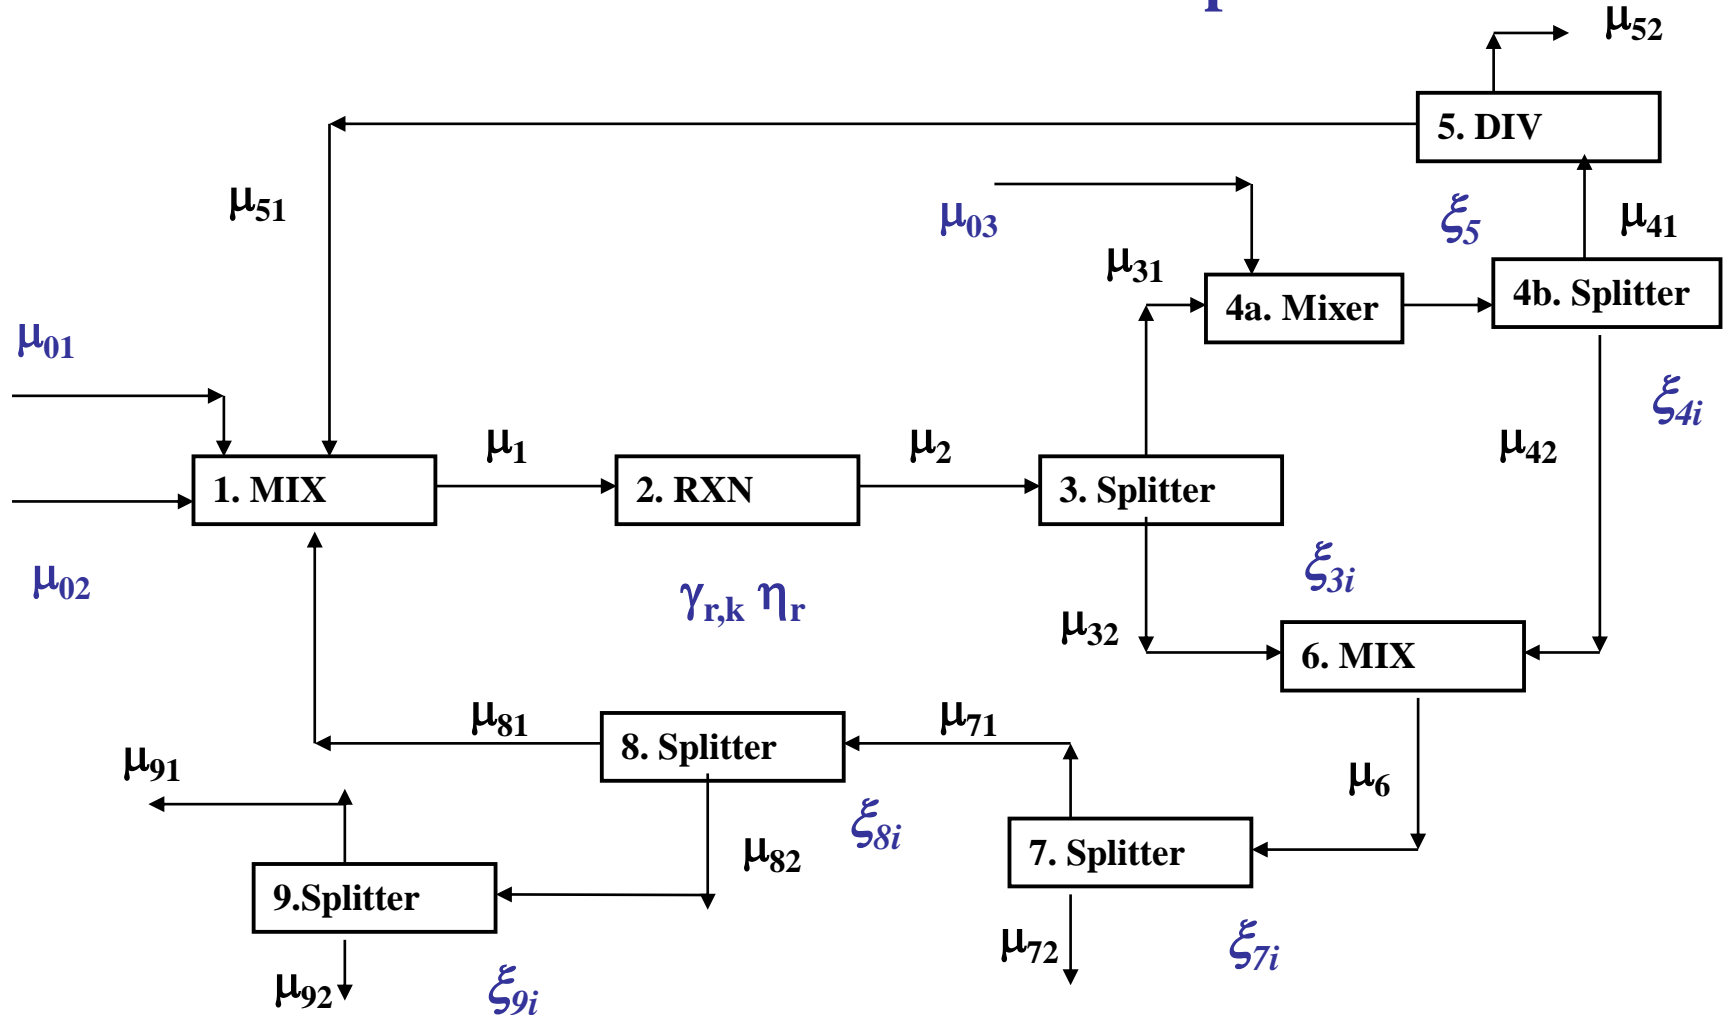 p
μ52
5. DIV
μ51
μ03
ξ5
μ41
μ31
4a. Mixer
4b. Splitter
μ01
ξ4i
μ1
μ2
μ42
1. MIX
2. RXN
3. Splitter
μ02
γr,k ηr
ξ3i
μ32
6. MIX
μ81
μ71
8. Splitter
μ91
μ6
ξ8i
μ82
7. Splitter
9.Splitter
μ72
ξ7i
μ92
ξ9i